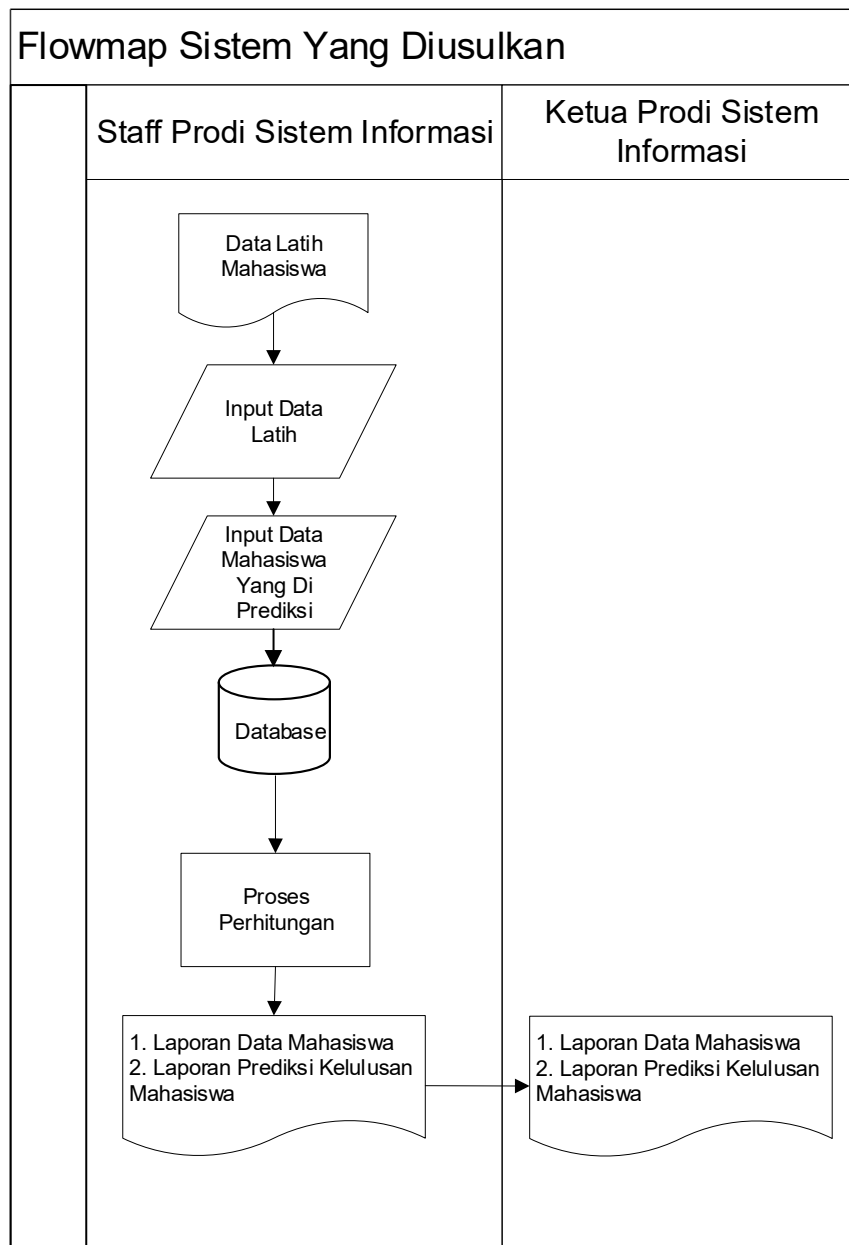 Flowmap Sistem Yang Diusulkan
Staff Prodi Sistem Informasi
Ketua Prodi Sistem
Informasi
Data Latih
Mahasiswa
Input Data
Latih
Input Data
Mahasiswa
Yang Di
Prediksi
Database
Proses
Perhitungan
1. Laporan Data Mahasiswa
2. Laporan Prediksi Kelulusan
Mahasiswa
1. Laporan Data Mahasiswa
2. Laporan Prediksi Kelulusan
Mahasiswa